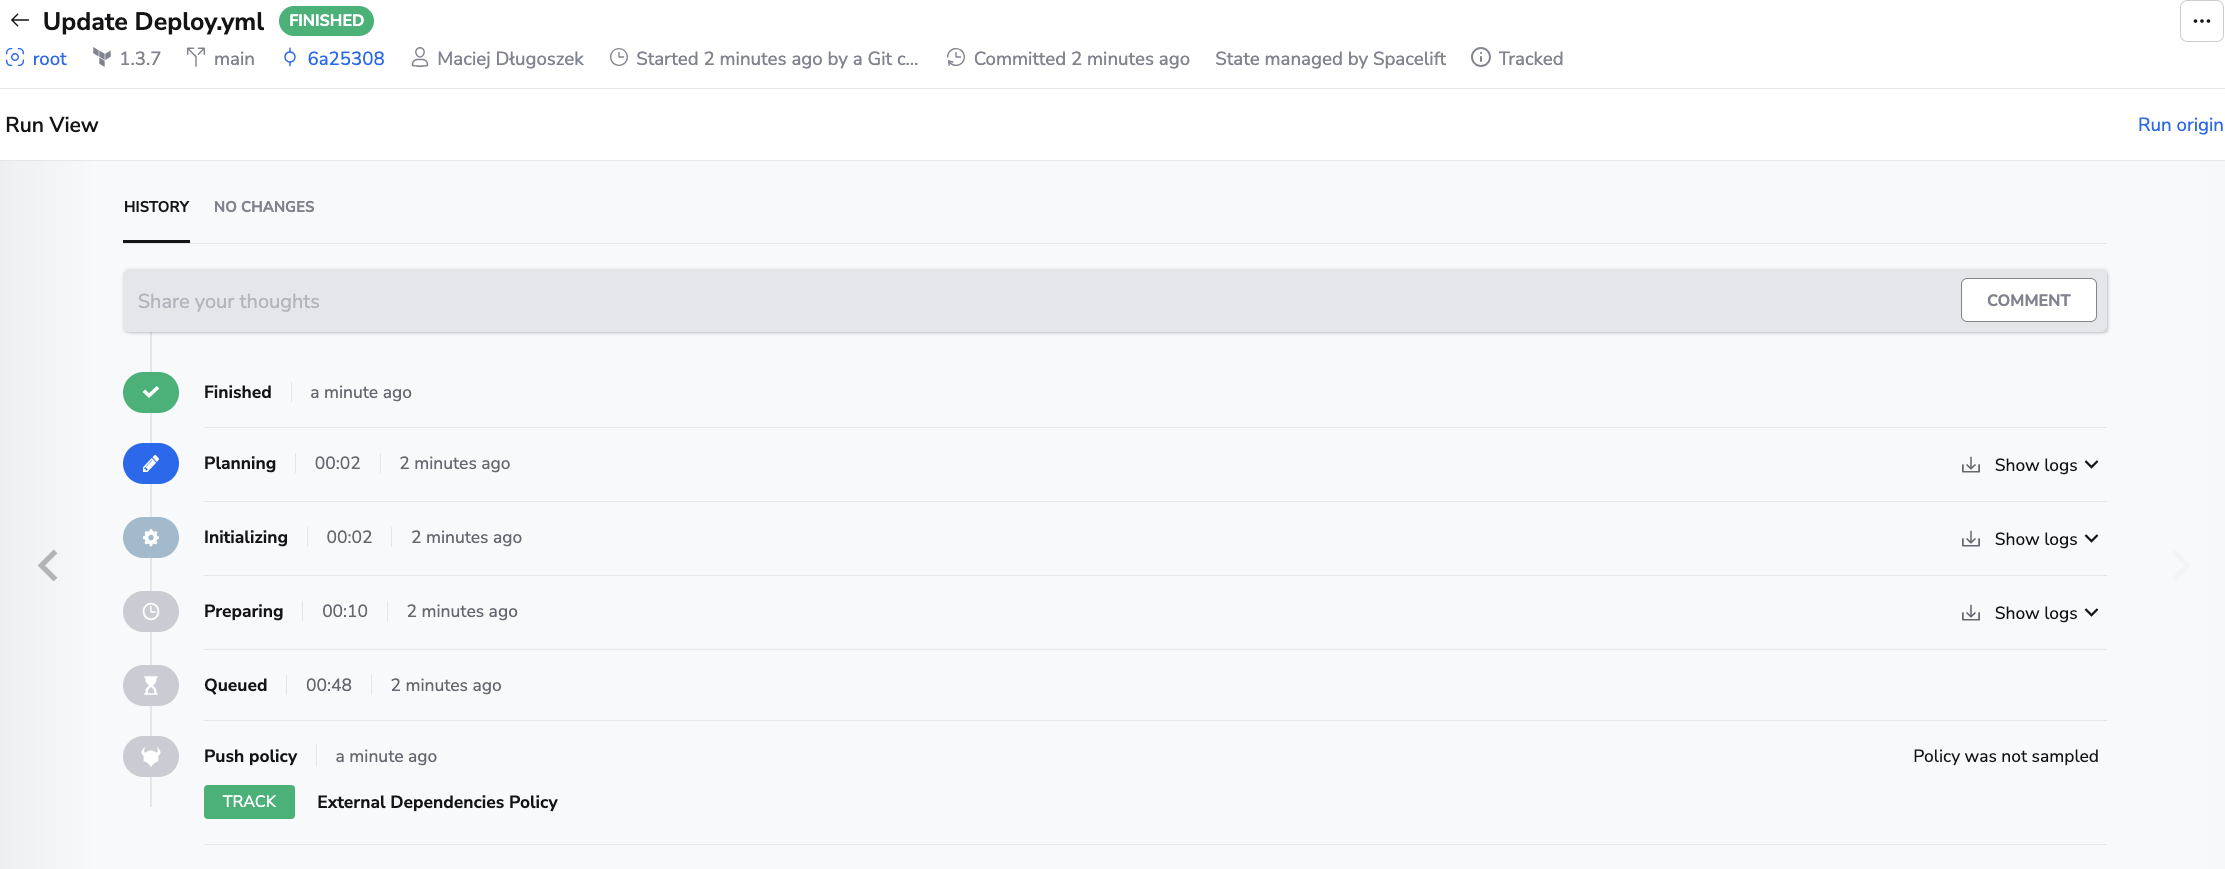 Update Deploy.yml FINISHED
root 1.3.7 main 6a25308 Maciej Długoszek Started 2 minutes ago by a Git c... Committed 2 minutes ago State managed by Spacelift Tracked
Run View Run origin
HISTORY NO CHANGES
Share your thoughts COMMENT
Finished a minute ago
Planning 00:02 2 minutes ago Show logs
Initializing 00:02 2 minutes ago Show logs
Preparing 00:10 2 minutes ago Show logs
Queued 00:48 2 minutes ago
Push policy a minute ago Policy was not sampled
TRACK External Dependencies Policy